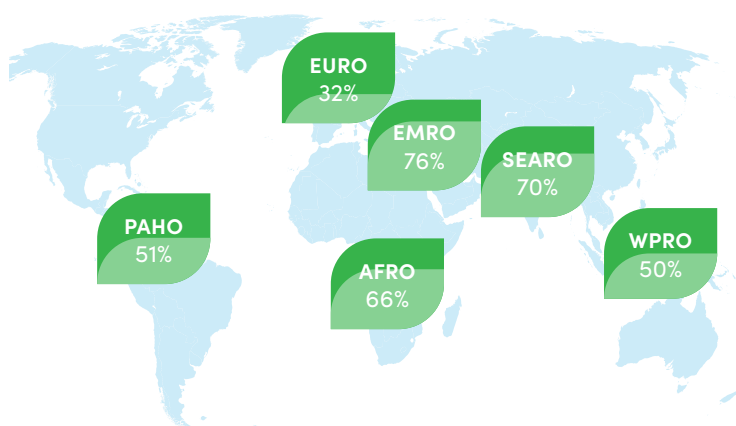 EURO
32%
EMRO
76%
SEARO
70%
PAHO
51%
WPRO
50%
AFRO
66%